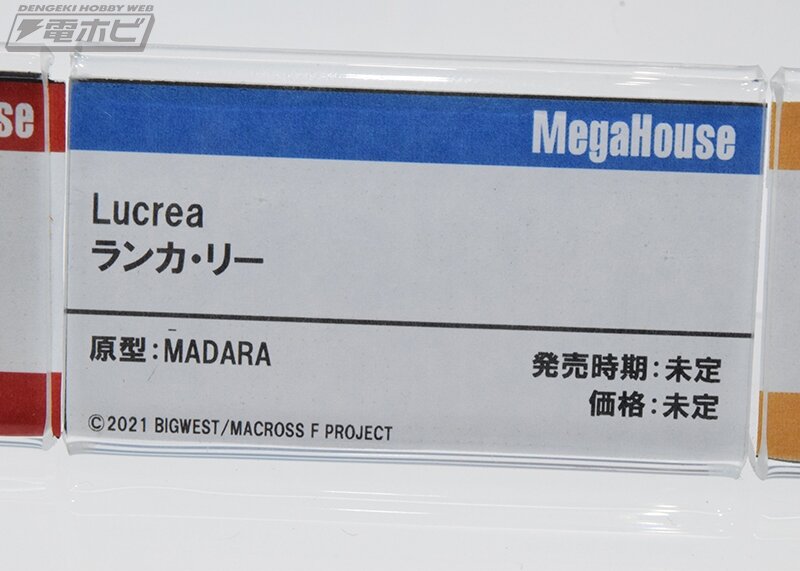 DENGEKI HOBBY WEB
電ホビ
se
MegaHouse
Lucrea
ランカ・リー
原型：MADARA
発売時期：未定
価格：未定
©2021 BIGWEST/MACROSS F PROJECT